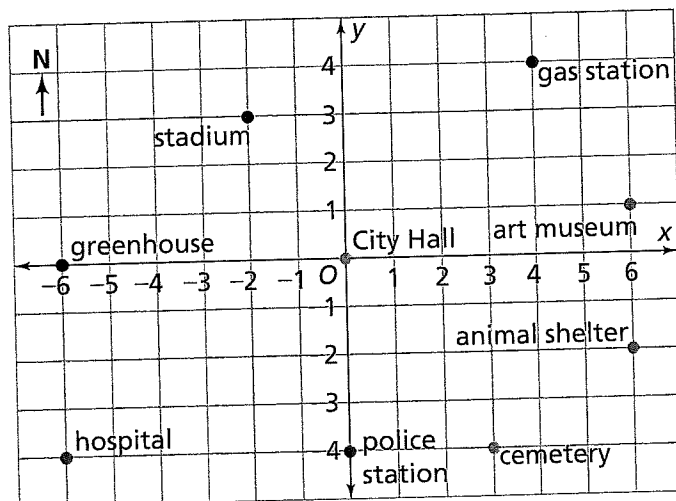 N
y
4
gas station
stadium
3
2
1
greenhouse
City Hall
art museum
x
-6 -5 -4 -3 -2 -1 O 1 2 3 4 5 6
-1
animal shelter
-2
-3
hospital
-4
police
station
cemetery